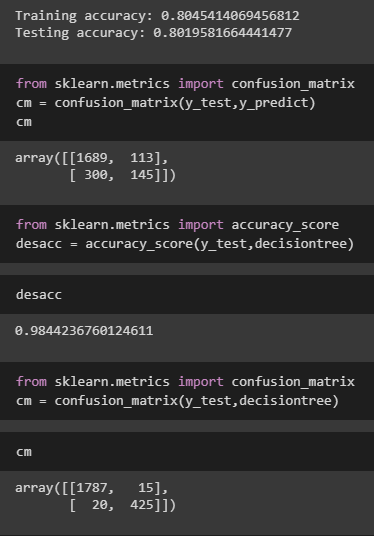 Training accuracy: 0.8045414069456812
Testing accuracy: 0.8019581664441477
from sklearn.metrics import confusion_matrix
cm = confusion_matrix(y_test,y_predict)
cm
array([[1689,  113],
       [ 300,  145]])
from sklearn.metrics import accuracy_score
desacc = accuracy_score(y_test,decisiontree)
desacc
0.9844236760124611
from sklearn.metrics import confusion_matrix
cm = confusion_matrix(y_test,decisiontree)
cm
array([[1787,   15],
       [  20,  425]])